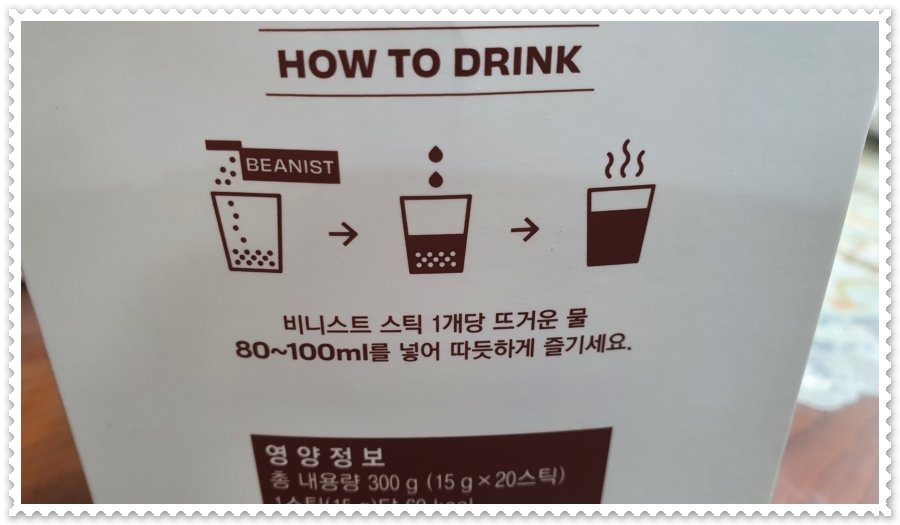 HOW TO DRINK
BEANIST
비니스트 스틱 1개당 뜨거운 물
80~100ml를 넣어 따듯하게 즐기세요.
영양정보
총 내용량 300 g (15 g×20스틱)